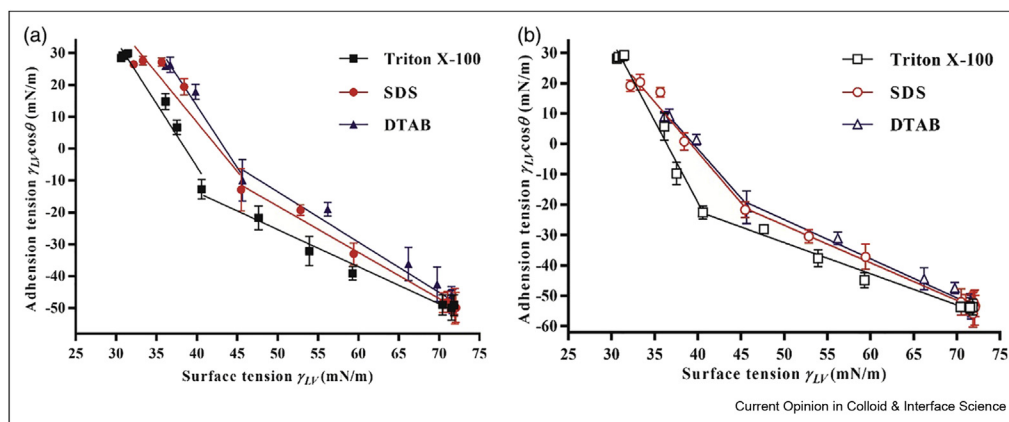 (a)
Adhension tension γLVcosθ (mN/m)
30
20
10
0
-10
-20
-30
-40
-50
Triton X-100
SDS
DTAB
25 30 35 40 45 50 55 60 65 70 75
Surface tension γLV (mN/m)
(b)
Adhension tension γLVcosθ (mN/m)
30
20
10
0
-10
-20
-30
-40
-50
-60
Triton X-100
SDS
DTAB
25 30 35 40 45 50 55 60 65 70 75
Surface tension γLV (mN/m)
Current Opinion in Colloid & Interface Science